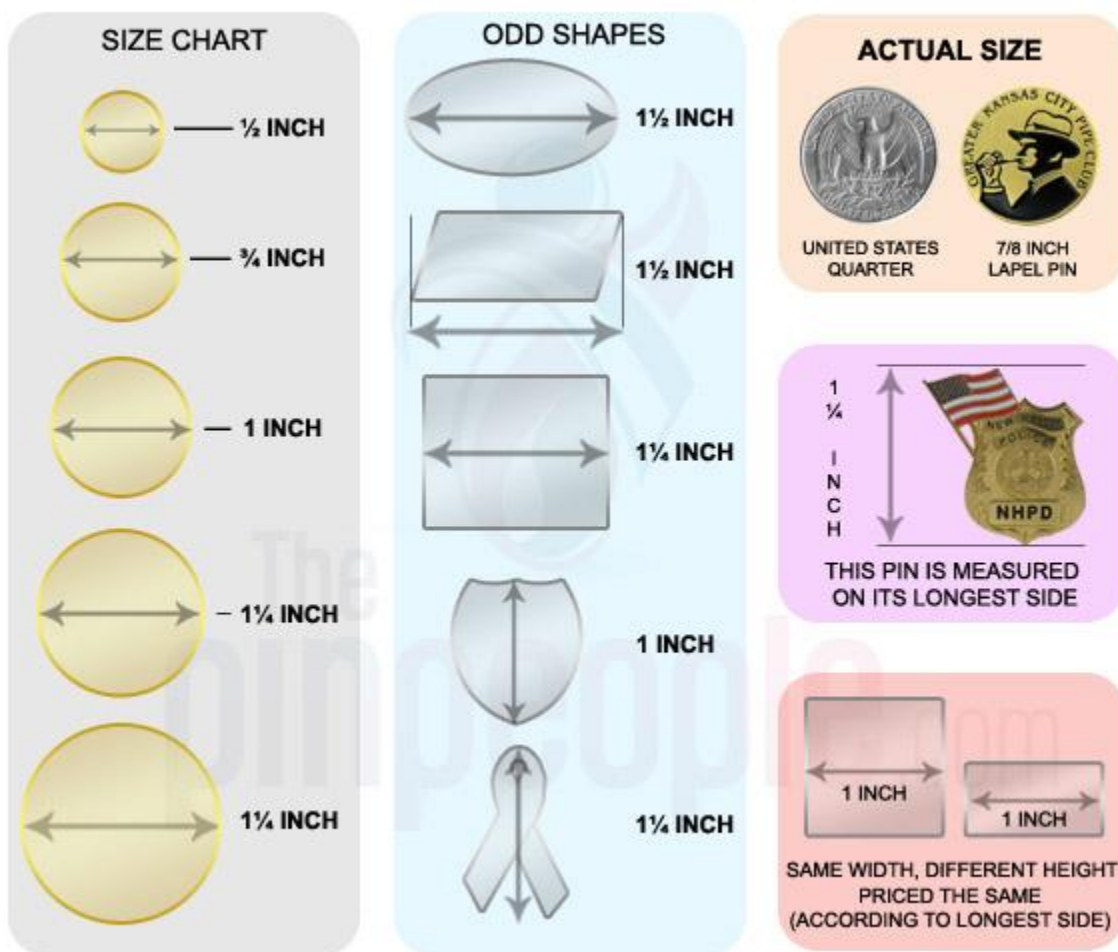 SIZE CHART
½ INCH
¾ INCH
1 INCH
1¼ INCH
1¼ INCH
ODD SHAPES
1½ INCH
1½ INCH
1¼ INCH
1 INCH
1¼ INCH
ACTUAL SIZE
GREATER KANSAS CITY PIPE CLUB
UNITED STATES
QUARTER
7/8 INCH
LAPEL PIN
1
¼
I
N
C
H
POLICE
NHPD
THIS PIN IS MEASURED
ON ITS LONGEST SIDE
1 INCH
1 INCH
SAME WIDTH, DIFFERENT HEIGHT
PRICED THE SAME
(ACCORDING TO LONGEST SIDE)
The
pinpeople.com